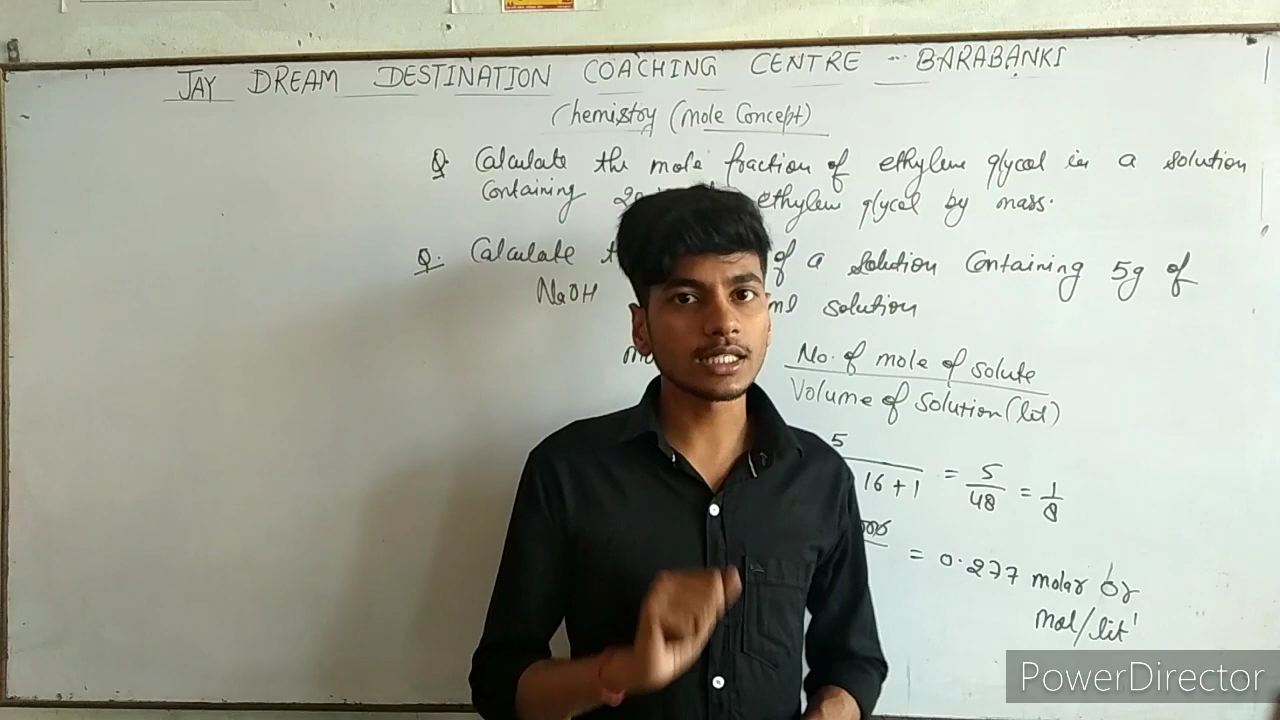 JAY DREAM DESTINATION COACHING CENTRE - BARABANKI
Chemistry (Mole Concept)
Q Calculate the mole fraction of ethylene glycol in a solution
Containing ethylene glycol by mass.
Q. Calculate of a solution Containing 5g of
NaOH ml solution
No. of mole of solute
Volume of solution (lit)
5
16 + 1 = 5/48 = 1/8
= 0.277 molar or
mol/lit
PowerDirector